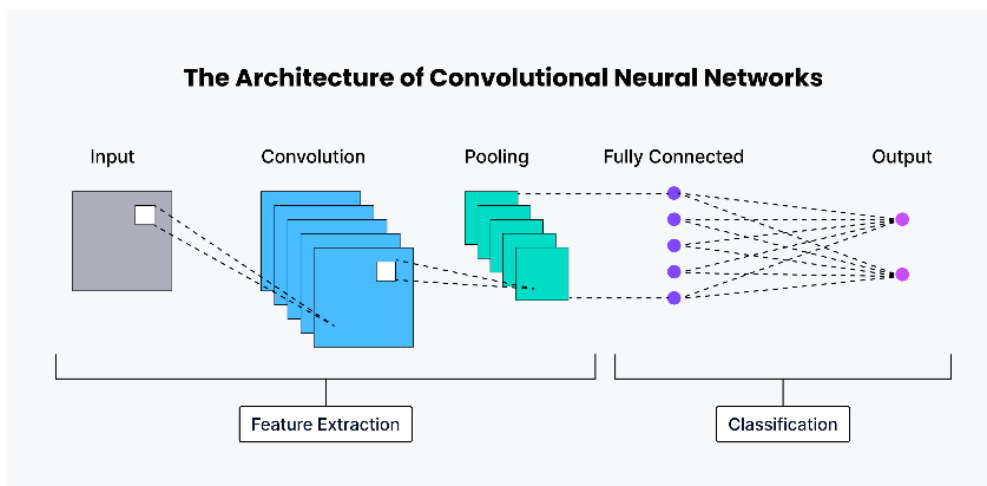 The Architecture of Convolutional Neural Networks
Input
Convolution
Pooling
Fully Connected
Output
Feature Extraction
Classification